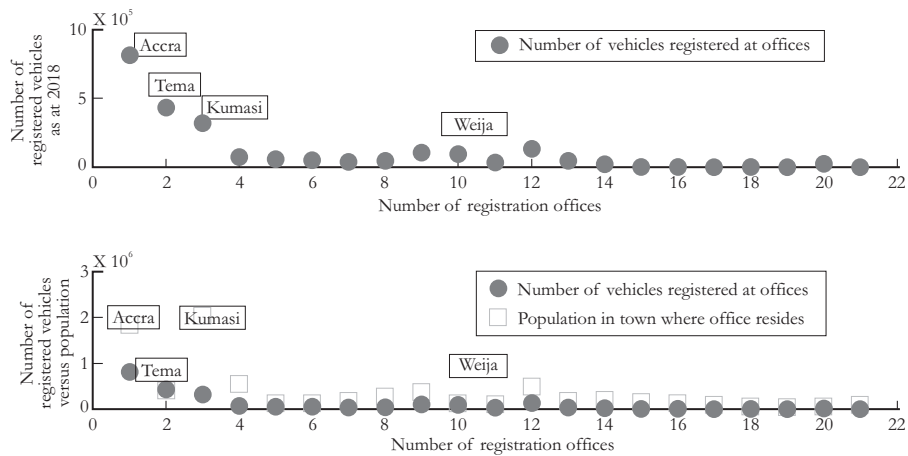 X 10⁵
10
5
0
Number of
registered vehicles
as at 2018
Accra
Tema
Kumasi
Weija
Number of vehicles registered at offices
0 2 4 6 8 10 12 14 16 18 20 22
Number of registration offices
X 10⁶
3
2
1
0
Number of
registered vehicles
versus population
Accra
Kumasi
Tema
Weija
Number of vehicles registered at offices
Population in town where office resides
0 2 4 6 8 10 12 14 16 18 20 22
Number of registration offices